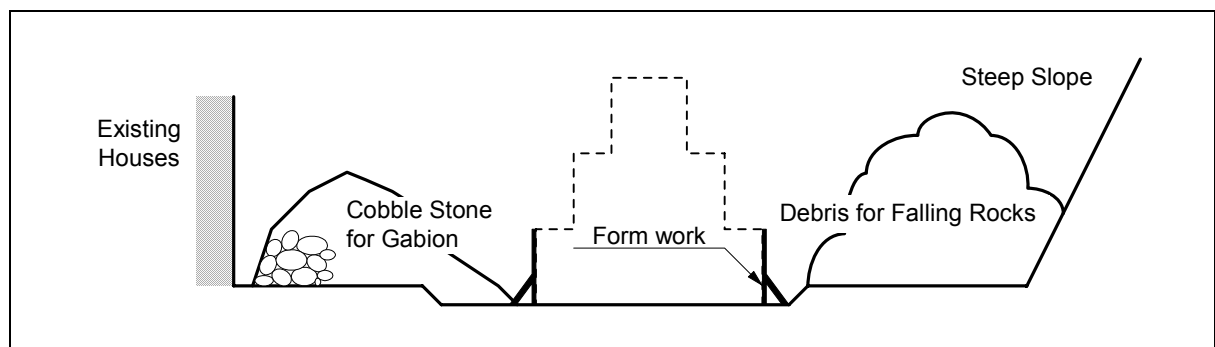 Steep Slope
Existing
Houses
Cobble Stone
for Gabion
Form work
Debris for Falling Rocks